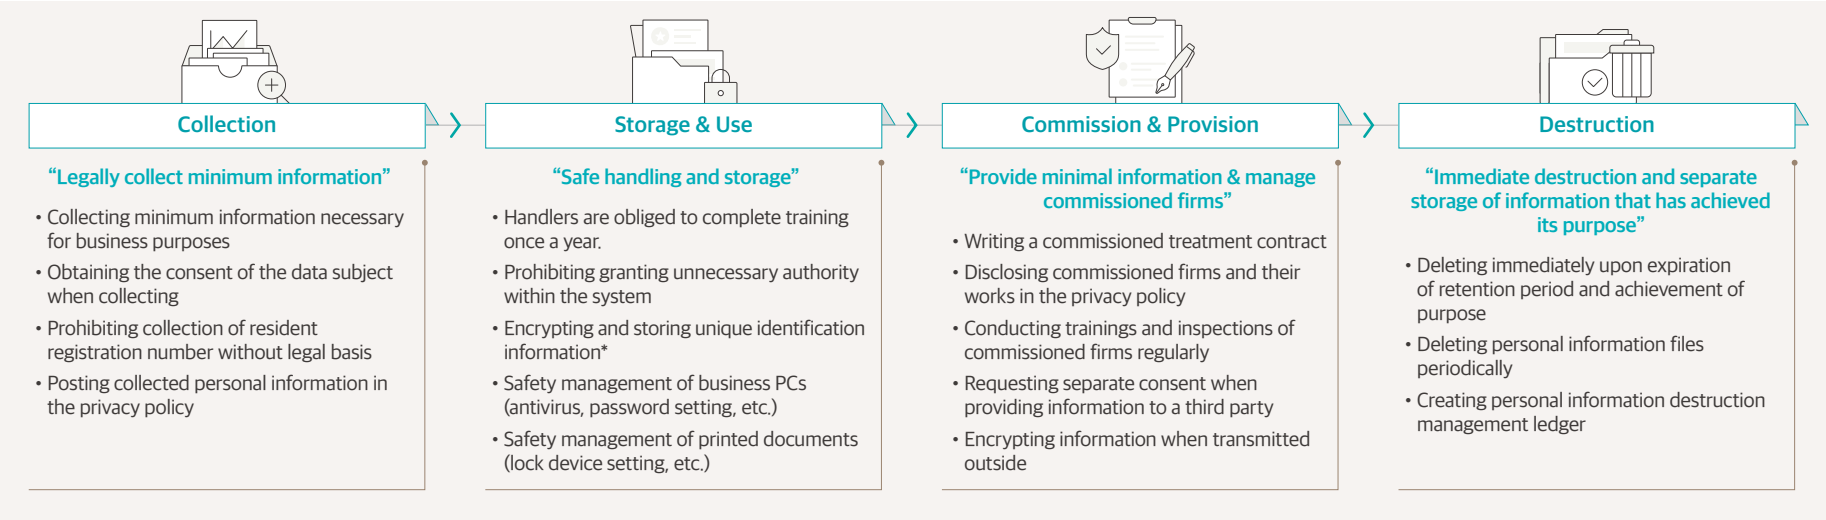 Collection
“Legally collect minimum information”
• Collecting minimum information necessary
for business purposes
• Obtaining the consent of the data subject
when collecting
• Prohibiting collection of resident
registration number without legal basis
• Posting collected personal information in
the privacy policy
Storage & Use
“Safe handling and storage”
• Handlers are obliged to complete training
once a year.
• Prohibiting granting unnecessary authority
within the system
• Encrypting and storing unique identification
information*
• Safety management of business PCs
(antivirus, password setting, etc.)
• Safety management of printed documents
(lock device setting, etc.)
Commission & Provision
“Provide minimal information & manage
commissioned firms”
• Writing a commissioned treatment contract
• Disclosing commissioned firms and their
works in the privacy policy
• Conducting trainings and inspections of
commissioned firms regularly
• Requesting separate consent when
providing information to a third party
• Encrypting information when transmitted
outside
Destruction
“Immediate destruction and separate
storage of information that has achieved
its purpose”
• Deleting immediately upon expiration
of retention period and achievement of
purpose
• Deleting personal information files
periodically
• Creating personal information destruction
management ledger